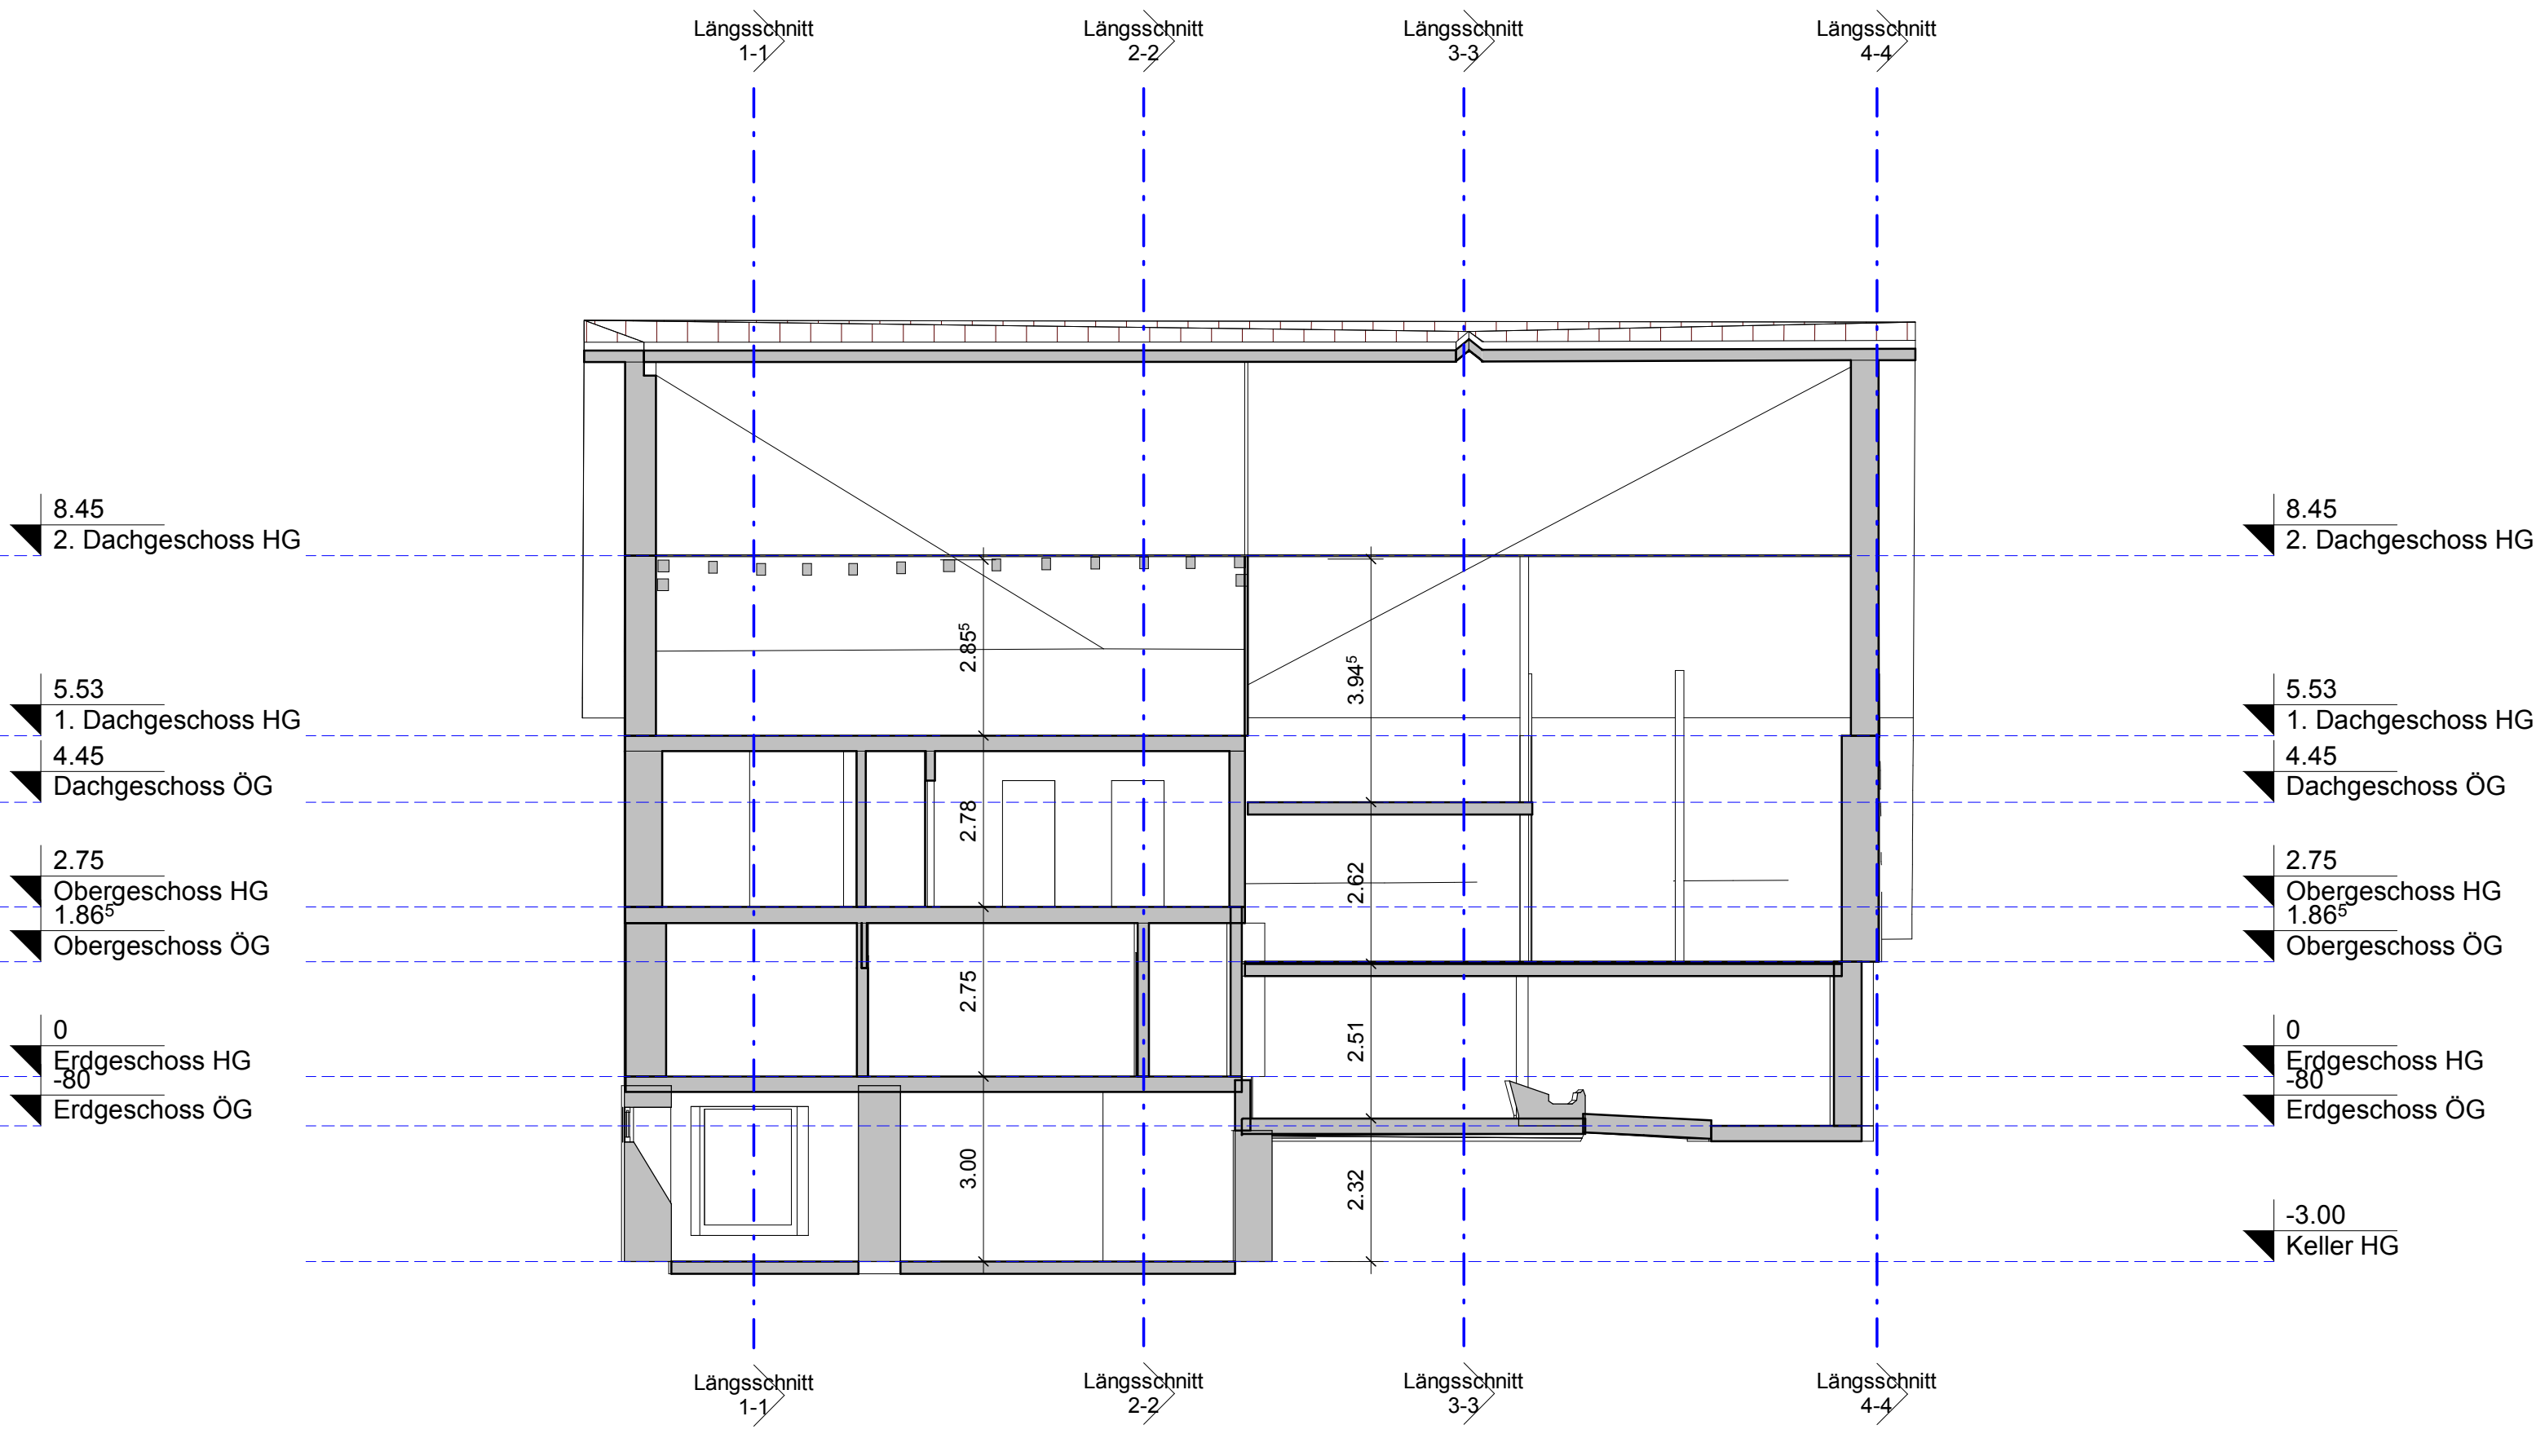 Längsschnitt
1-1
Längsschnitt
2-2
Längsschnitt
3-3
Längsschnitt
4-4
8.45
2. Dachgeschoss HG
5.53
1. Dachgeschoss HG
4.45
Dachgeschoss ÖG
2.75
Obergeschoss HG
1.86⁵
Obergeschoss ÖG
0
Erdgeschoss HG
-80
Erdgeschoss ÖG
2.85⁵
2.78
2.75
3.00
3.94⁵
2.62
2.51
2.32
8.45
2. Dachgeschoss HG
5.53
1. Dachgeschoss HG
4.45
Dachgeschoss ÖG
2.75
Obergeschoss HG
1.86⁵
Obergeschoss ÖG
0
Erdgeschoss HG
-80
Erdgeschoss ÖG
-3.00
Keller HG
Längsschnitt
1-1
Längsschnitt
2-2
Längsschnitt
3-3
Längsschnitt
4-4